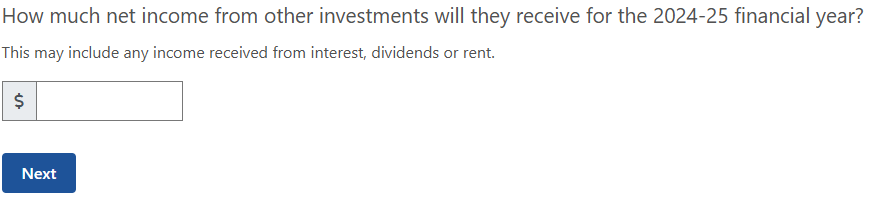 How much net income from other investments will they receive for the 2024-25 financial year?
This may include any income received from interest, dividends or rent.
$
Next